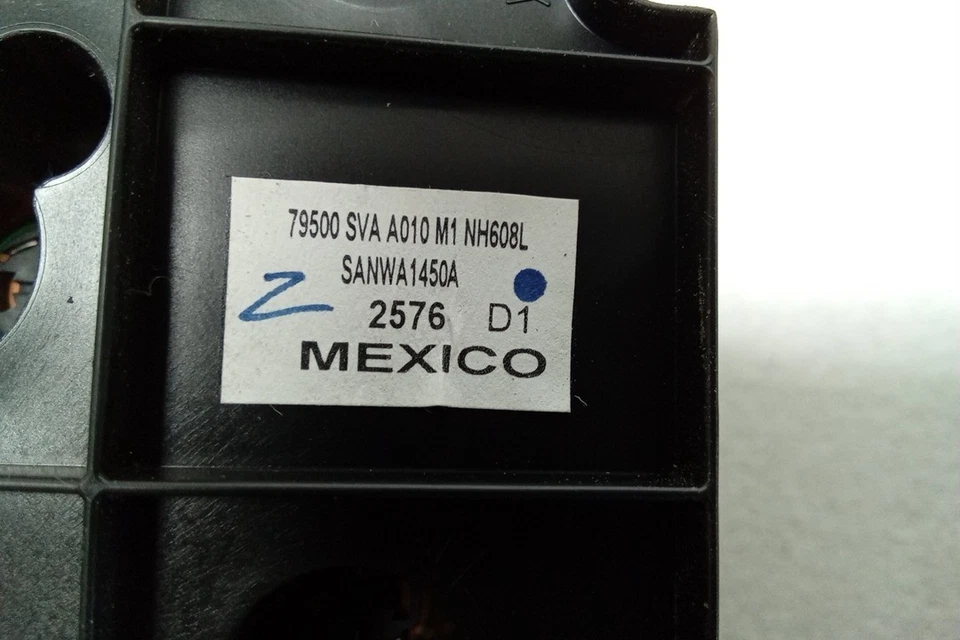 79500 SVA A010 M1 NH608L
SANWA1450A
Z
2576 D1
MEXICO